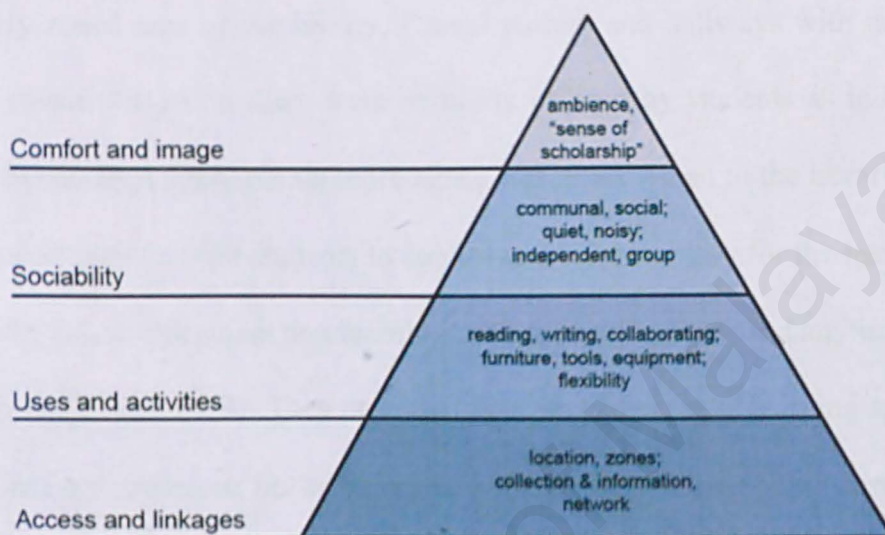 ambience,
"sense of
scholarship"
Comfort and image
communal, social;
quiet, noisy;
independent, group
Sociability
reading, writing, collaborating;
furniture, tools, equipment;
flexibility
Uses and activities
location, zones;
collection & information,
network
Access and linkages
Malaya